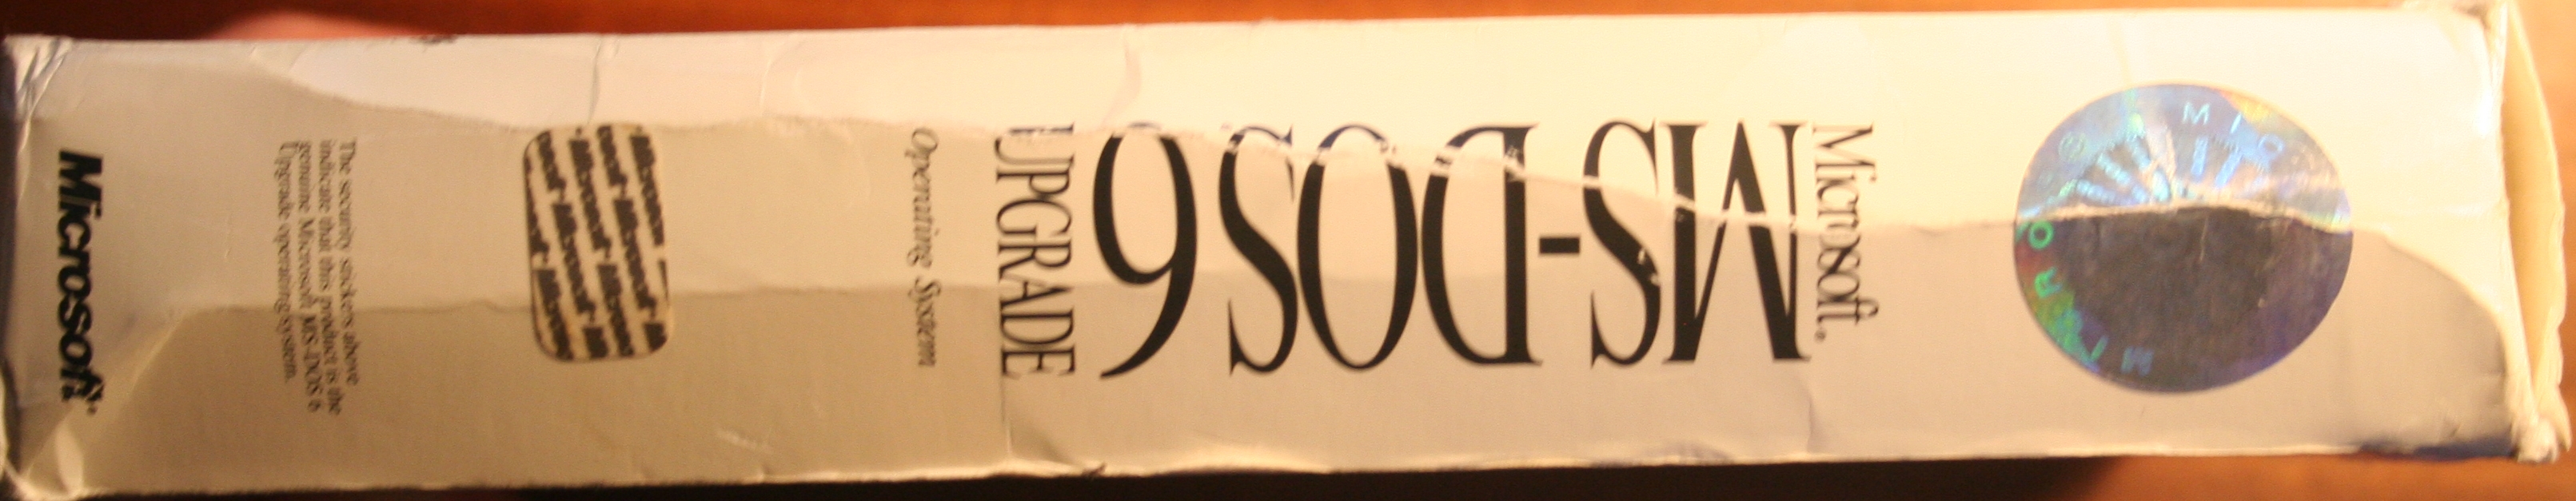 Microsoft®
MS-DOS 6
UPGRADE
Operating System
The security stickers above
indicate that this product is the
genuine Microsoft MS-DOS 6
Upgrade operating system.
Microsoft®